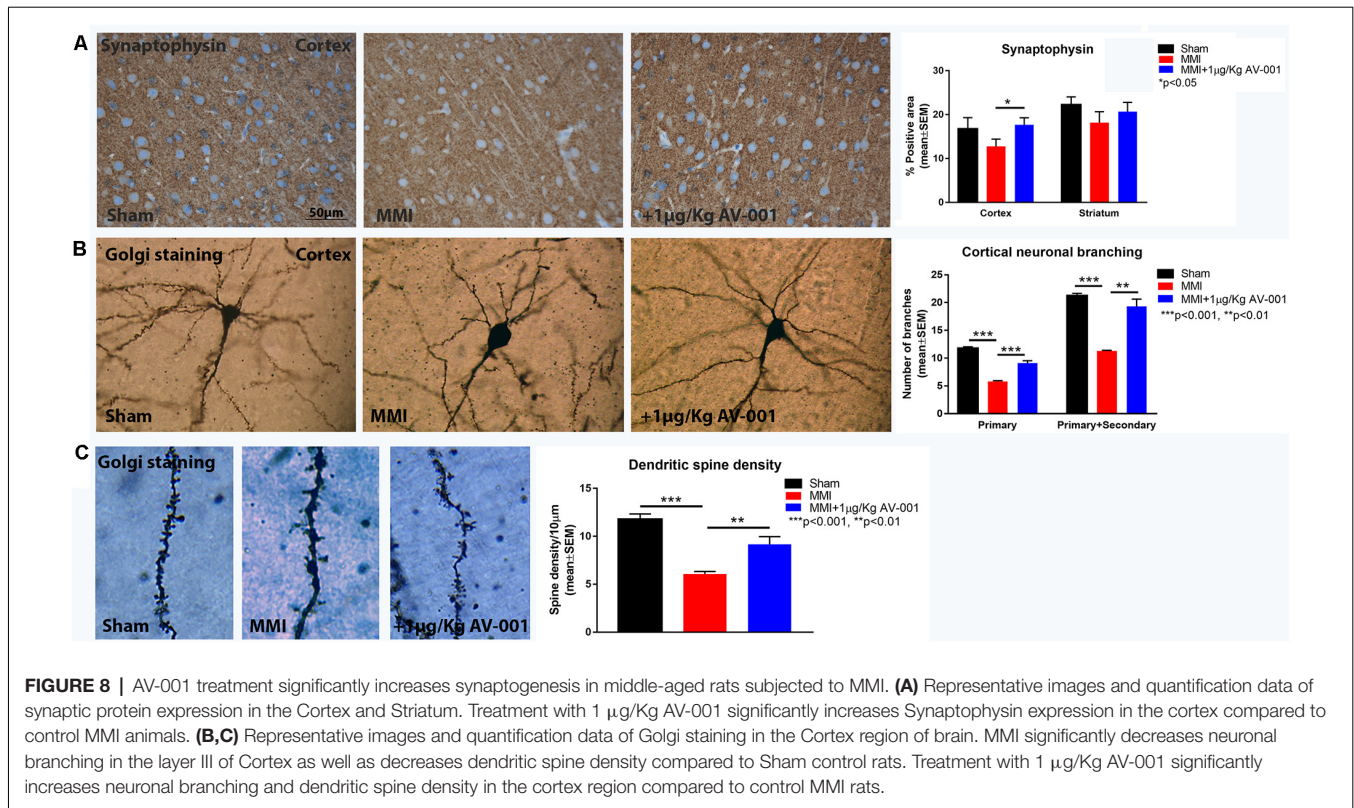 A
Synaptophysin Cortex
Sham
50µm
MMI
+1µg/Kg AV-001
Synaptophysin
Sham
MMI
MMI+1µg/Kg AV-001
*p<0.05
% Positive area
(mean±SEM)
30
20
10
0
*
Cortex Striatum
B
Golgi staining Cortex
Sham
MMI
+1µg/Kg AV-001
Cortical neuronal branching
Sham
MMI
MMI+1µg/Kg AV-001
***p<0.001, **p<0.01
Number of branches
(mean±SEM)
25
20
15
10
5
0
*** ***
*** **
Primary Primary+Secondary
C
Golgi staining
Sham
MMI
+1µg/Kg AV-001
Dendritic spine density
Sham
MMI
MMI+1µg/Kg AV-001
***p<0.001, **p<0.01
Spine density/10µm
(mean±SEM)
15
10
5
0
***
**
FIGURE 8 | AV-001 treatment significantly increases synaptogenesis in middle-aged rats subjected to MMI. (A) Representative images and quantification data of
synaptic protein expression in the Cortex and Striatum. Treatment with 1 µg/Kg AV-001 significantly increases Synaptophysin expression in the cortex compared to
control MMI animals. (B,C) Representative images and quantification data of Golgi staining in the Cortex region of brain. MMI significantly decreases neuronal
branching in the layer III of Cortex as well as decreases dendritic spine density compared to Sham control rats. Treatment with 1 µg/Kg AV-001 significantly
increases neuronal branching and dendritic spine density in the cortex region compared to control MMI rats.